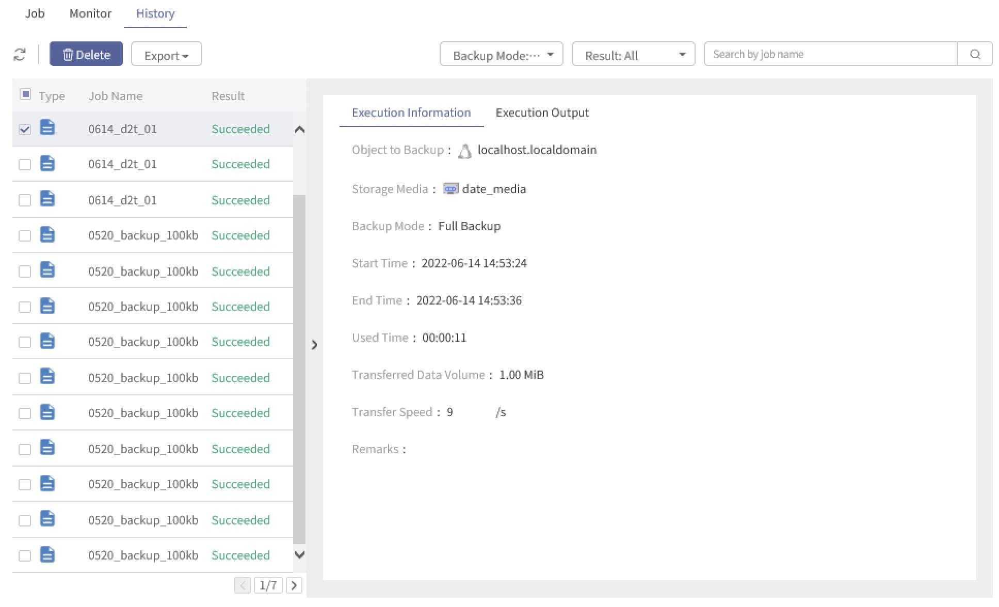 Job Monitor History
Delete Export Backup Mode:··· Result: All Search by job name
Type Job Name Result
0614_d2t_01 Succeeded
0614_d2t_01 Succeeded
0614_d2t_01 Succeeded
0520_backup_100kb Succeeded
0520_backup_100kb Succeeded
0520_backup_100kb Succeeded
0520_backup_100kb Succeeded
0520_backup_100kb Succeeded
0520_backup_100kb Succeeded
0520_backup_100kb Succeeded
0520_backup_100kb Succeeded
0520_backup_100kb Succeeded
0520_backup_100kb Succeeded
1/7
Execution Information Execution Output
Object to Backup : localhost.localdomain
Storage Media : date_media
Backup Mode : Full Backup
Start Time : 2022-06-14 14:53:24
End Time : 2022-06-14 14:53:36
Used Time : 00:00:11
Transferred Data Volume : 1.00 MiB
Transfer Speed : 9 /s
Remarks :